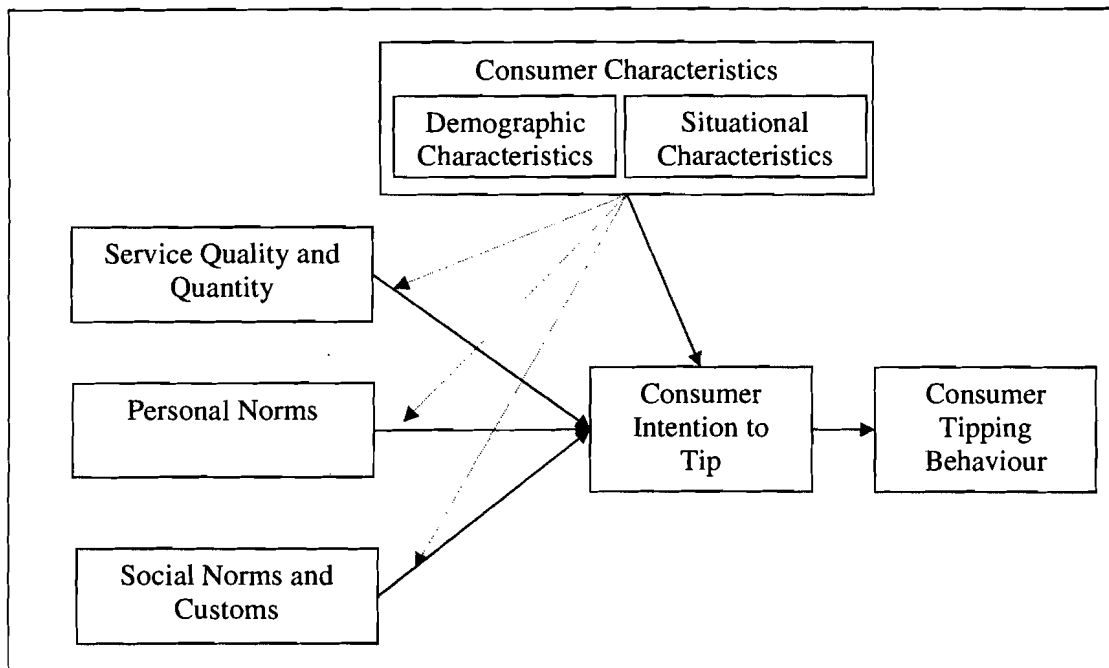 Consumer Characteristics
Demographic
Characteristics
Situational
Characteristics
Service Quality and
Quantity
Personal Norms
Consumer
Intention to
Tip
Consumer
Tipping
Behaviour
Social Norms and
Customs